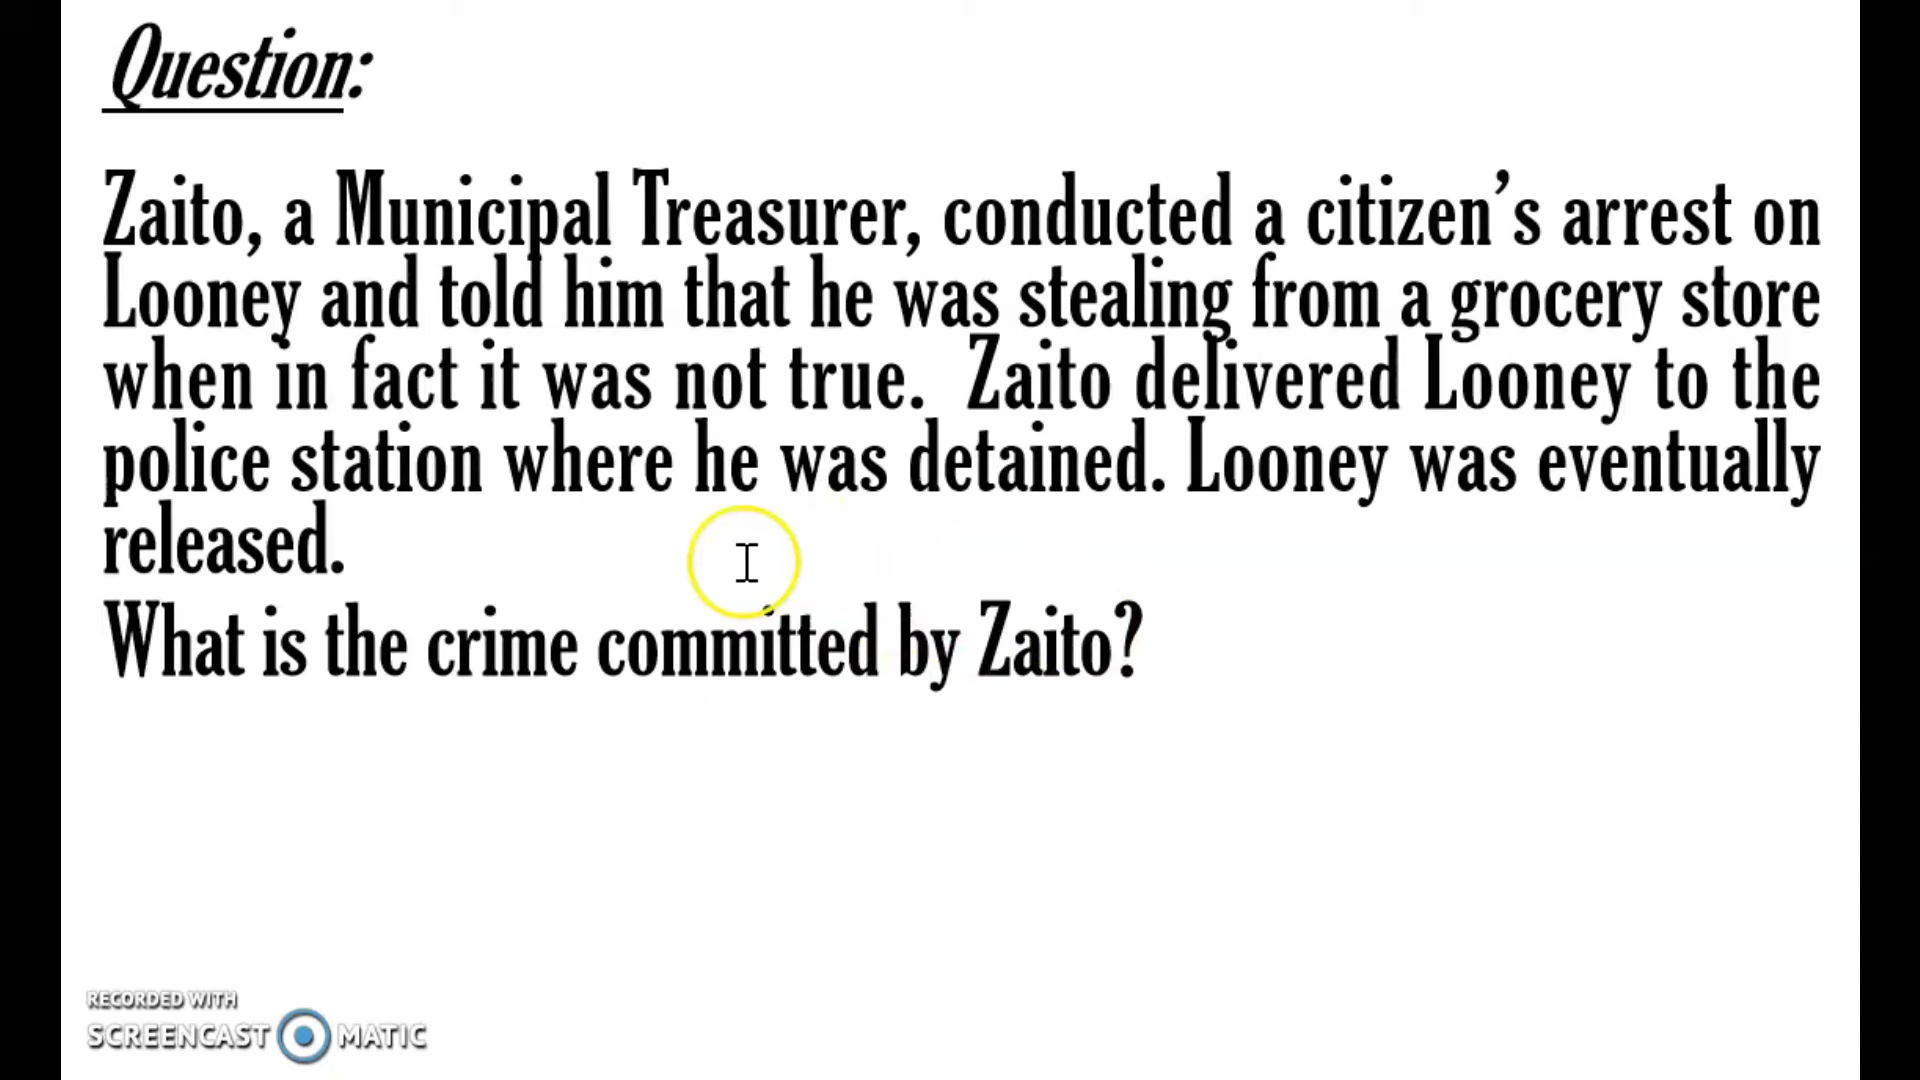 Question:
Zaito, a Municipal Treasurer, conducted a citizen’s arrest on
Looney and told him that he was stealing from a grocery store
when in fact it was not true. Zaito delivered Looney to the
police station where he was detained. Looney was eventually
released.
What is the crime committed by Zaito?
RECORDED WITH
SCREENCAST MATIC